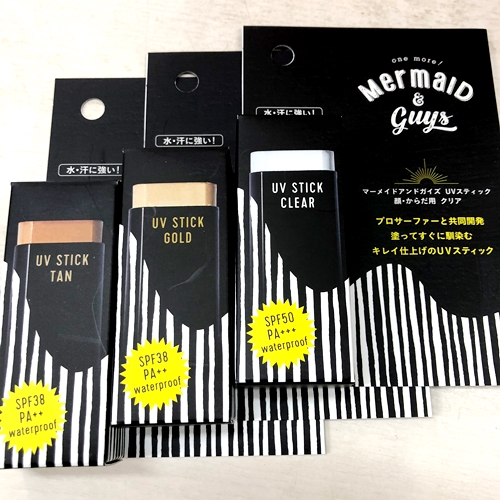 one more!
MermaiD
&
Guys
マーメイドアンドガイズ UVスティック
顔・からだ用 クリア
プロサーファーと共同開発
塗ってすぐに馴染む
キレイ仕上げのUVスティック
水・汗に強い!
UV STICK
CLEAR
SPF50
PA+++
waterproof
水・汗に強い!
UV STICK
GOLD
SPF38
PA++
waterproof
水・汗に強い!
UV STICK
TAN
SPF38
PA++
waterproof